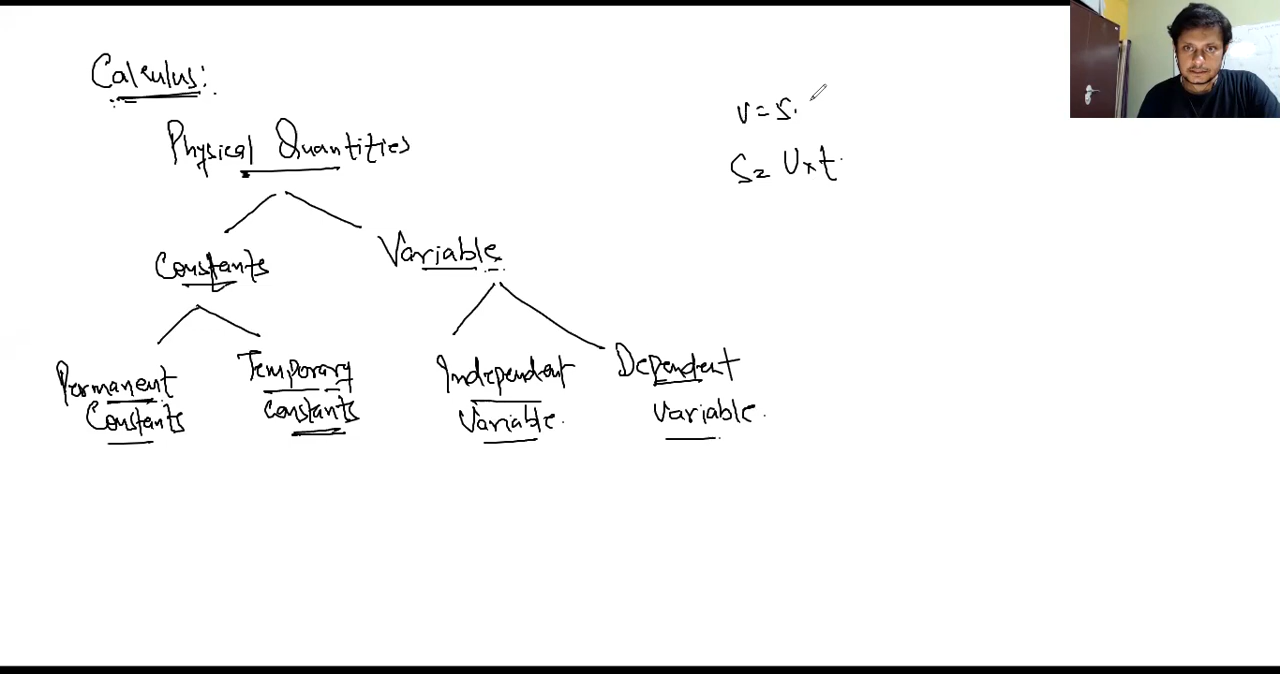 Calculus:
Physical Quantities
Constants
Variable
Permanent
Constants
Temporary
constants
Independent
Variable.
Dependent
Variable.
v = 5.
S = U x t.